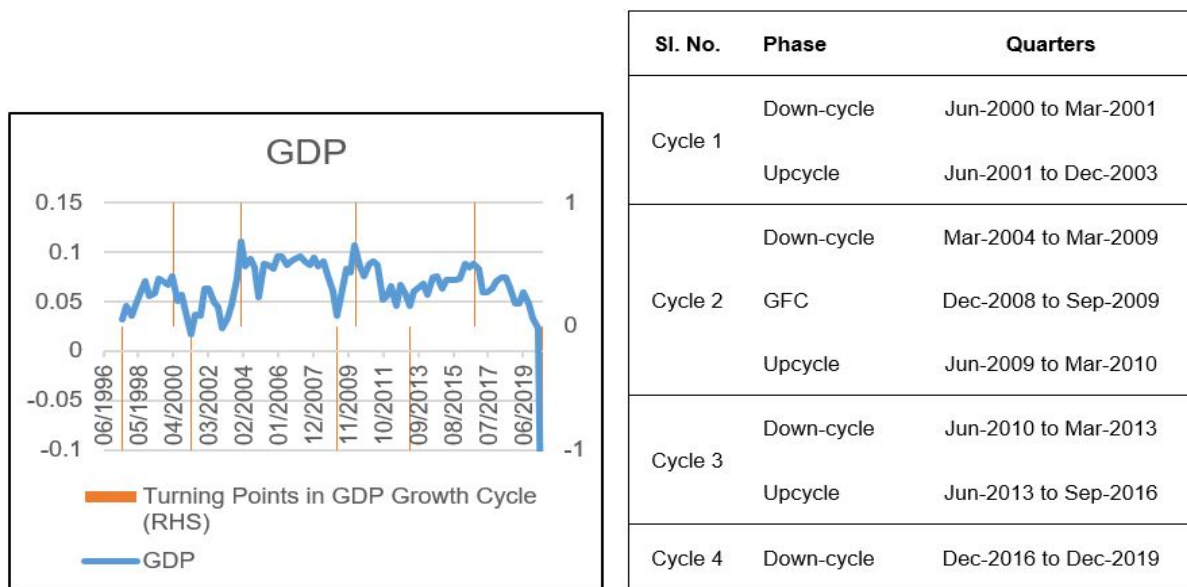 GDP
0.15
0.1
0.05
0
-0.05
-0.1
1
0
-1
06/1996
05/1998
04/2000
03/2002
02/2004
01/2006
12/2007
11/2009
10/2011
09/2013
08/2015
07/2017
06/2019
Turning Points in GDP Growth Cycle
(RHS)
GDP
Sl. No. Phase Quarters
Cycle 1
Down-cycle Jun-2000 to Mar-2001
Upcycle Jun-2001 to Dec-2003
Cycle 2
Down-cycle Mar-2004 to Mar-2009
GFC Dec-2008 to Sep-2009
Upcycle Jun-2009 to Mar-2010
Cycle 3
Down-cycle Jun-2010 to Mar-2013
Upcycle Jun-2013 to Sep-2016
Cycle 4 Down-cycle Dec-2016 to Dec-2019